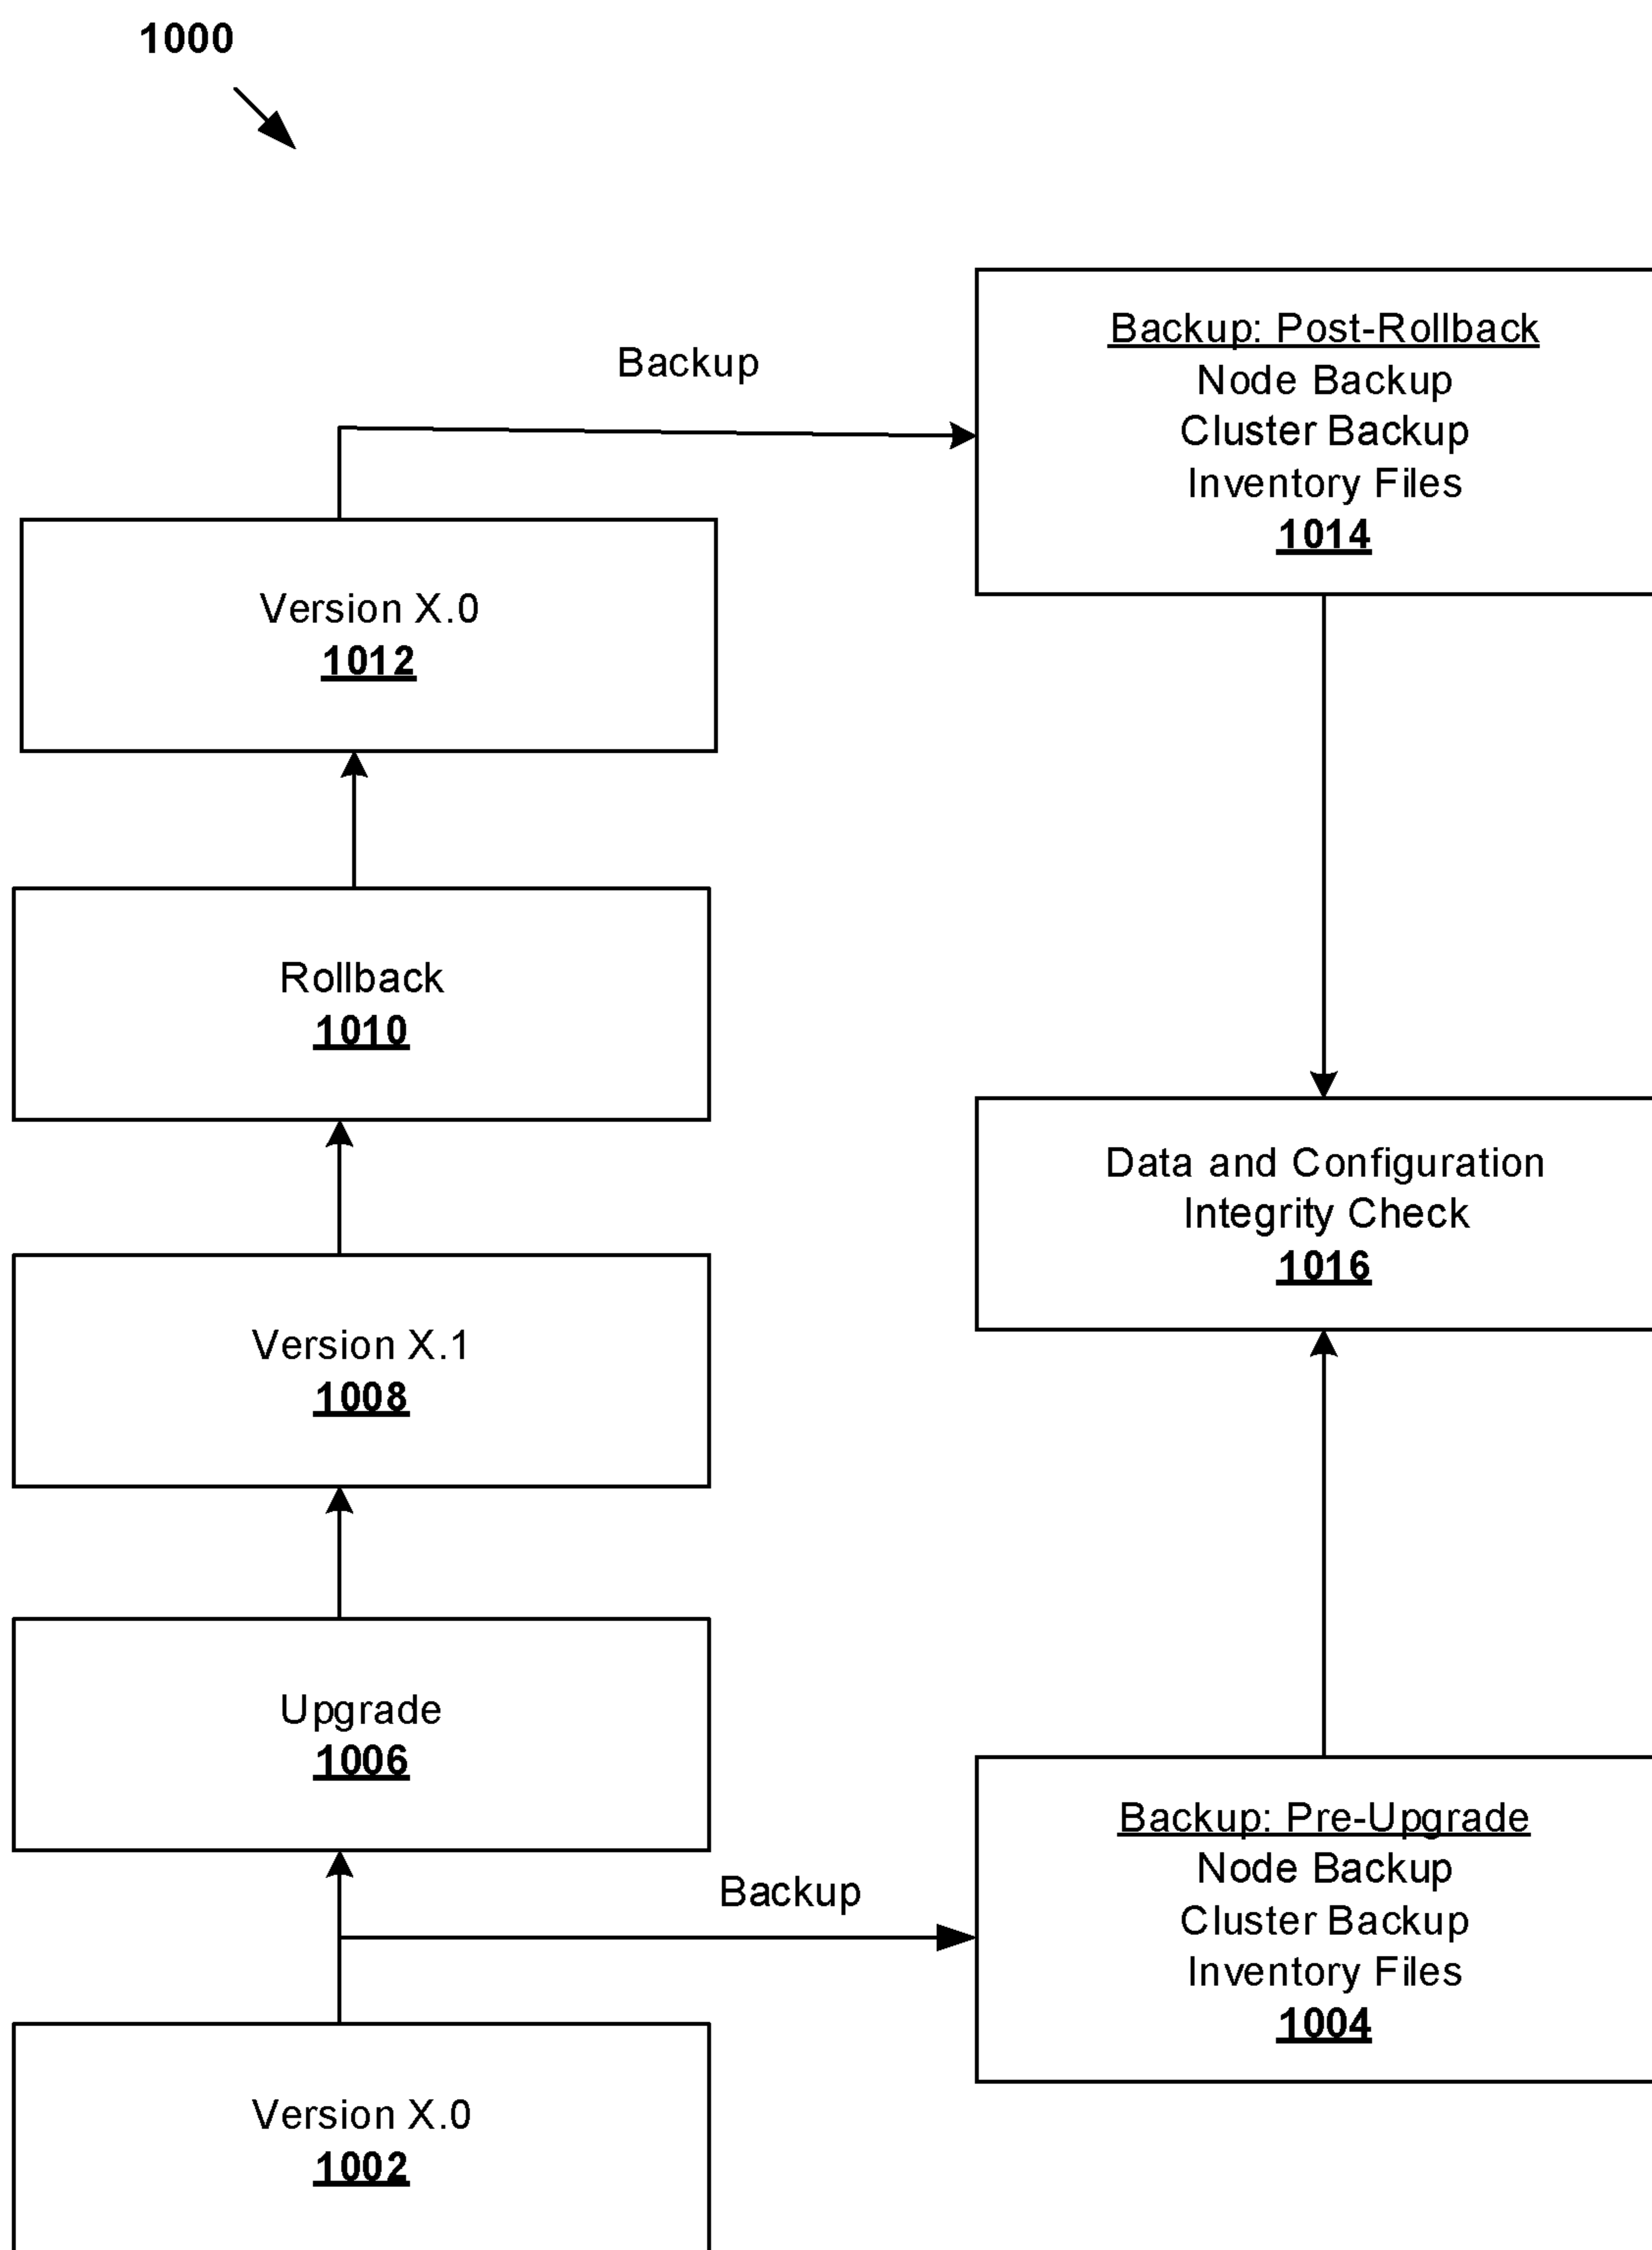 1000
Backup
Backup: Post-Rollback
Node Backup
Cluster Backup
Inventory Files
1014
Version X.0
1012
Rollback
1010
Data and Configuration
Integrity Check
1016
Version X.1
1008
Upgrade
1006
Backup
Backup: Pre-Upgrade
Node Backup
Cluster Backup
Inventory Files
1004
Version X.0
1002